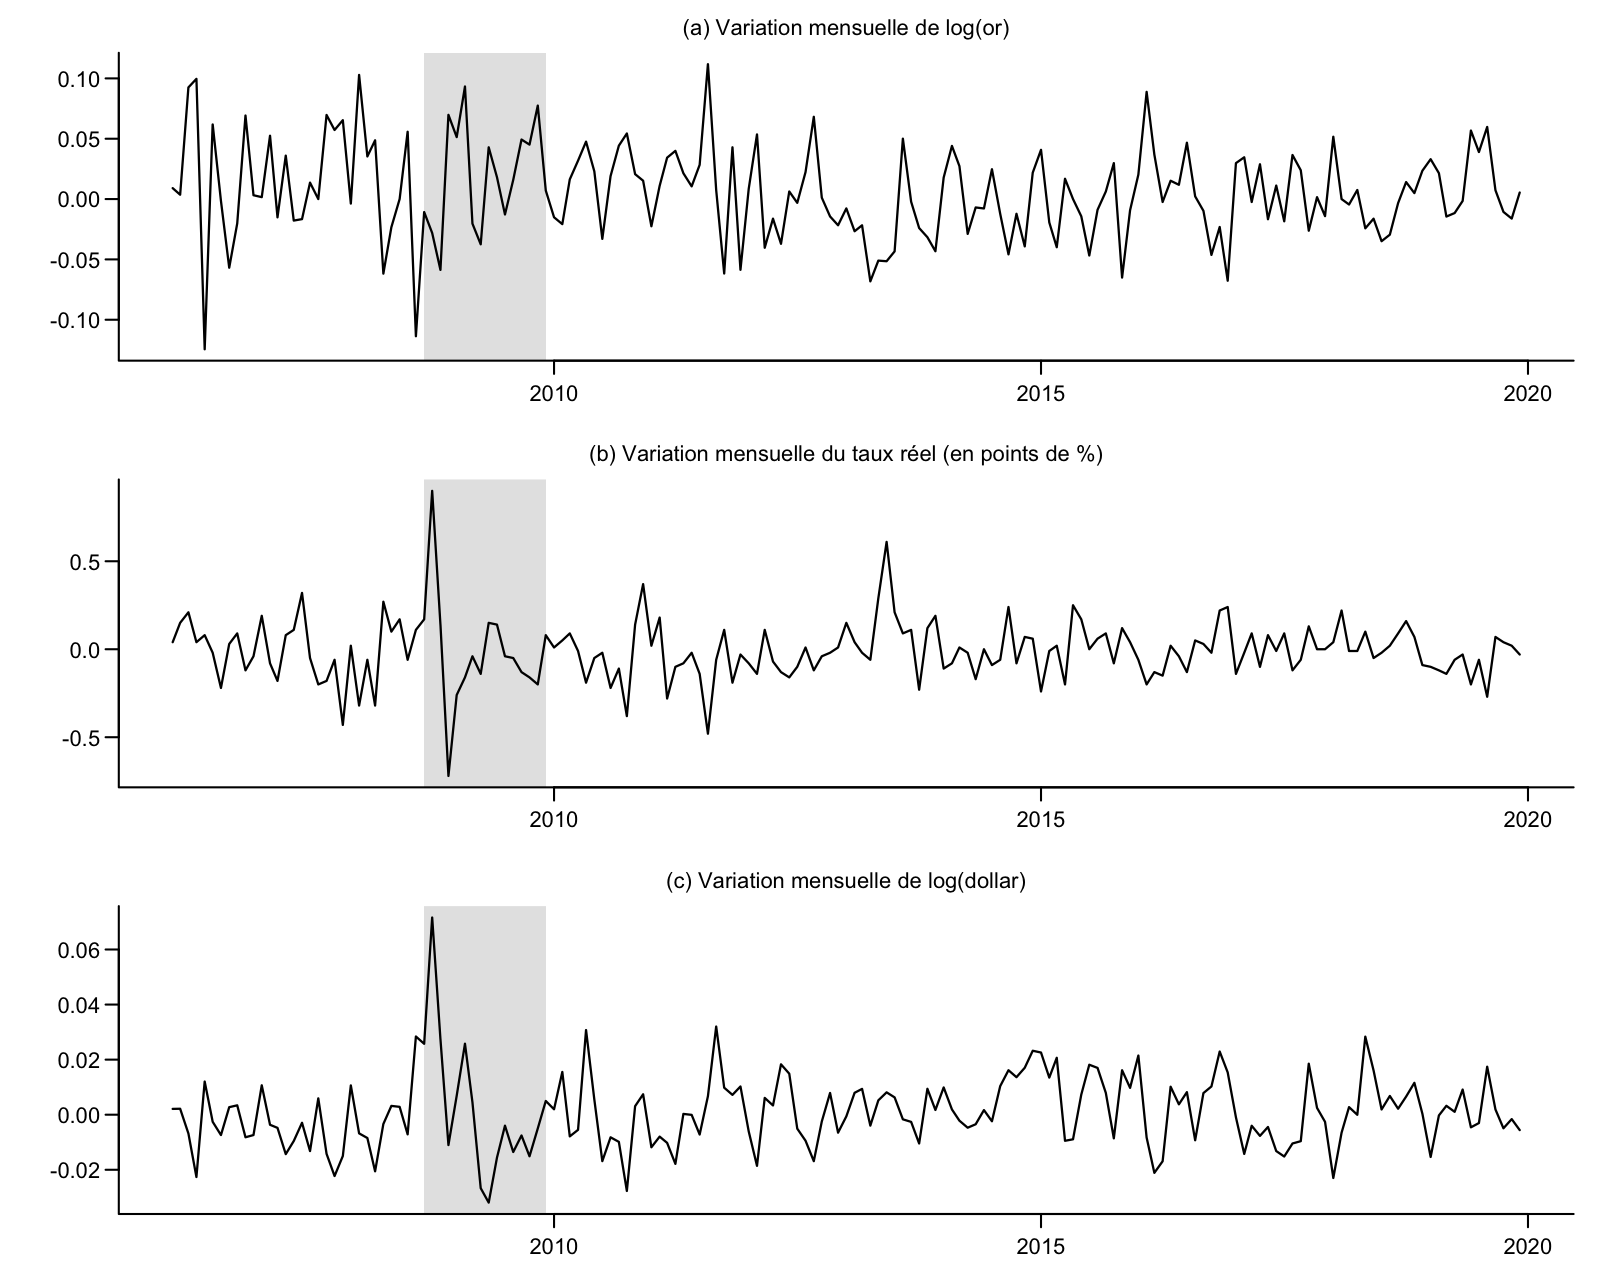 (a) Variation mensuelle de log(or)
0.10
0.05
0.00
-0.05
-0.10
2010 2015 2020
(b) Variation mensuelle du taux réel (en points de %)
0.5
0.0
-0.5
2010 2015 2020
(c) Variation mensuelle de log(dollar)
0.06
0.04
0.02
0.00
-0.02
2010 2015 2020